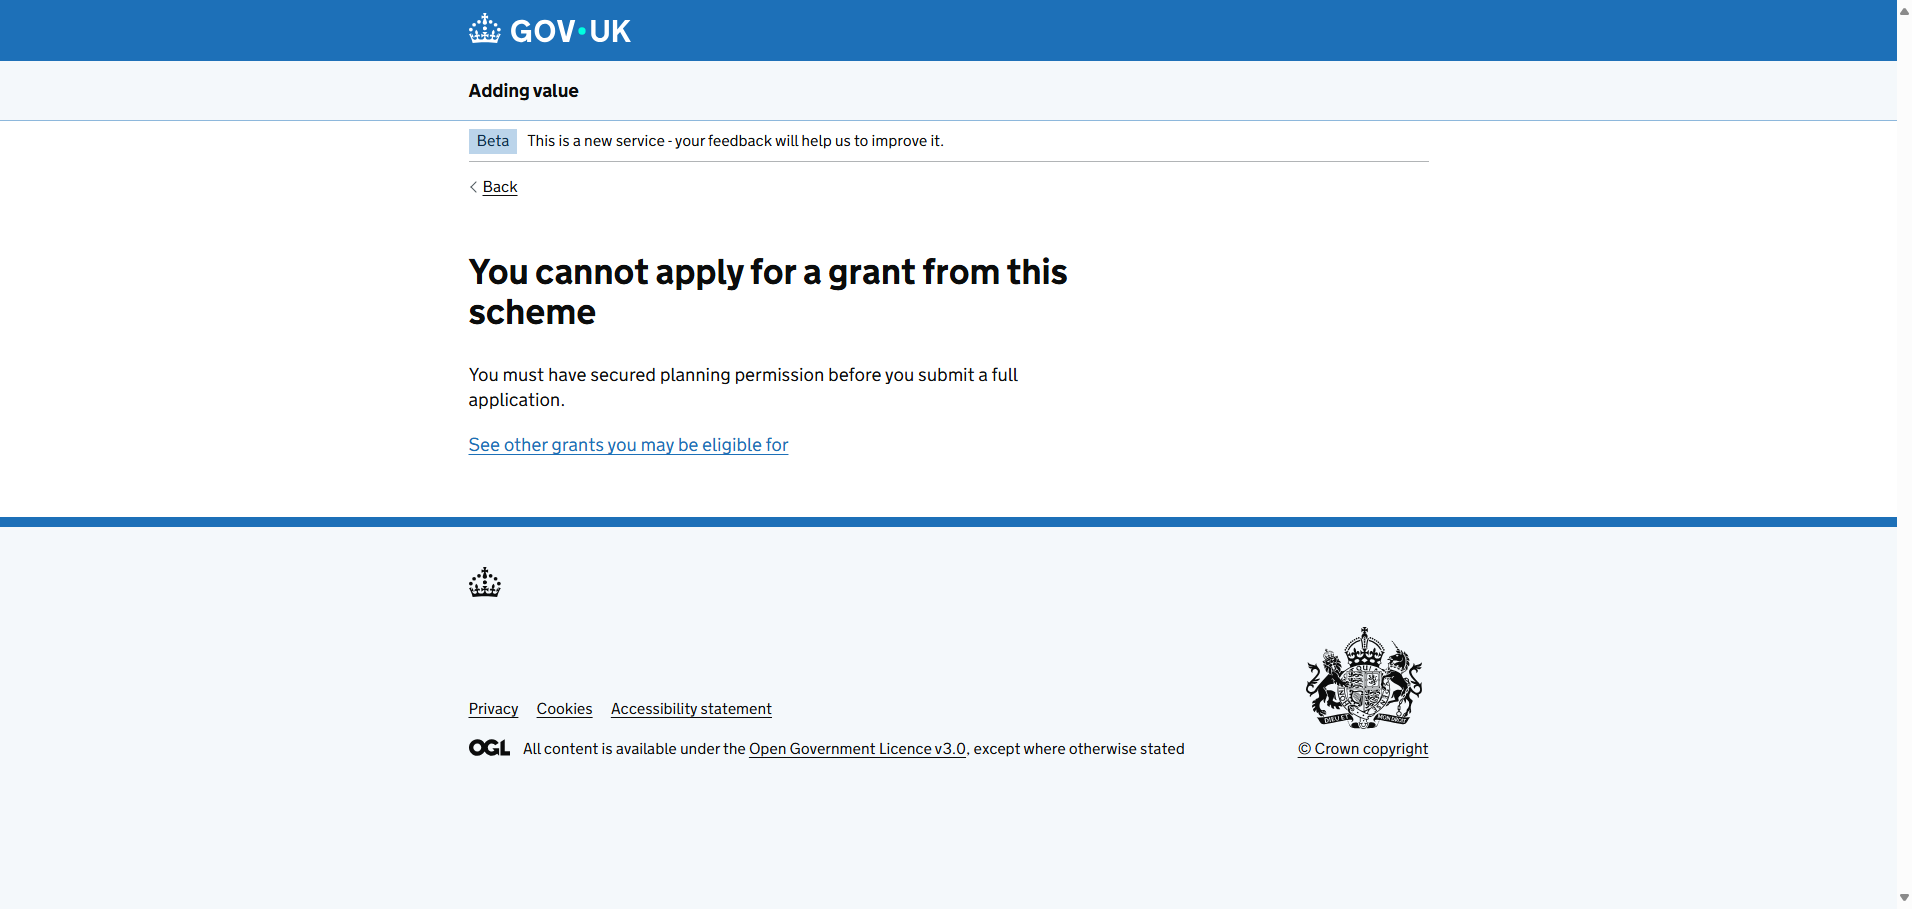 GOV•UK
Adding value
Beta This is a new service - your feedback will help us to improve it.
Back
You cannot apply for a grant from this
scheme
You must have secured planning permission before you submit a full
application.
See other grants you may be eligible for
Privacy Cookies Accessibility statement
OGL All content is available under the Open Government Licence v3.0, except where otherwise stated
© Crown copyright